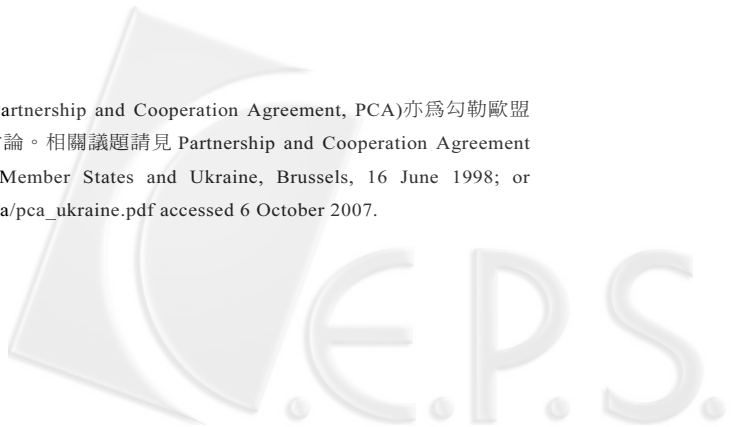 artnership and Cooperation Agreement, PCA)亦為勾勒歐盟
論。相關議題請見 Partnership and Cooperation Agreement
Member States and Ukraine, Brussels, 16 June 1998; or
a/pca_ukraine.pdf accessed 6 October 2007.
C.E.P.S.